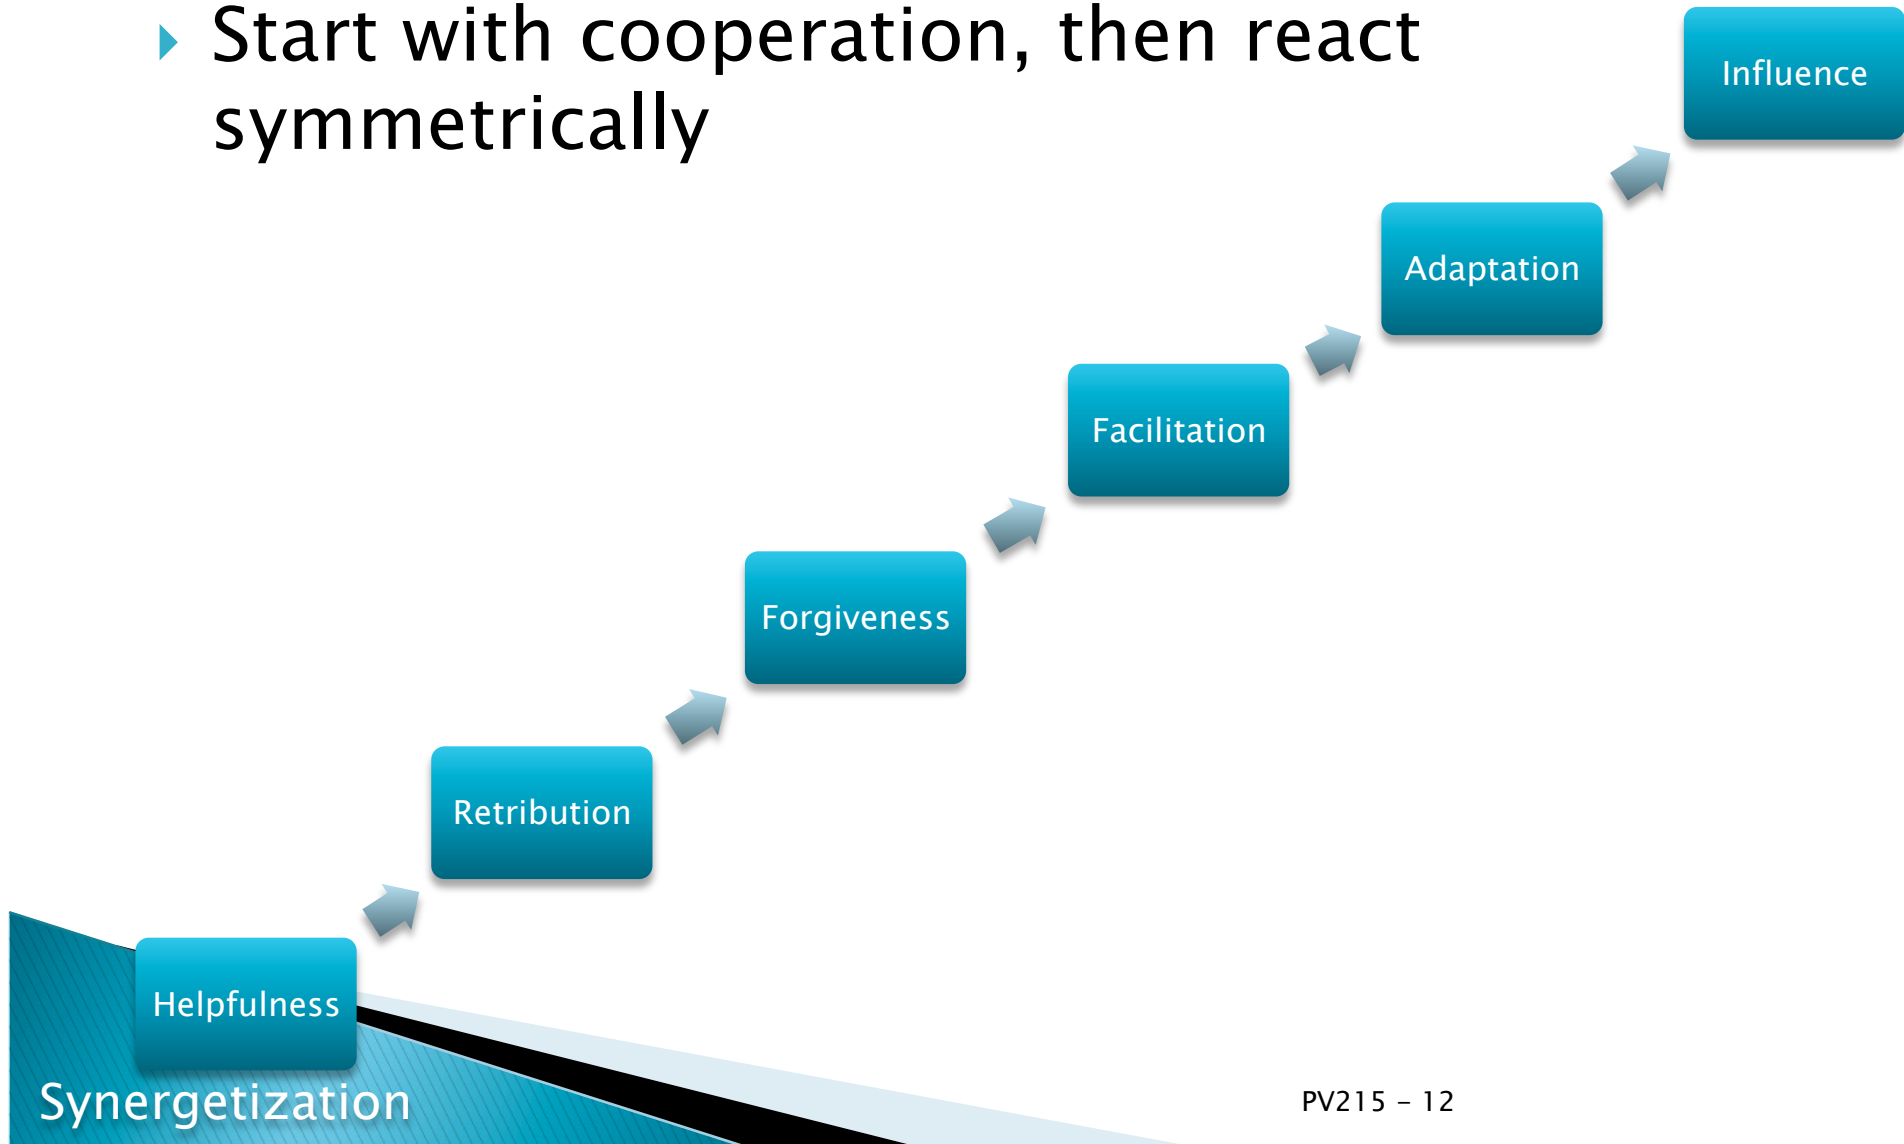 Start with cooperation, then react
symmetrically
Influence
Adaptation
Facilitation
Forgiveness
Retribution
Helpfulness
Synergetization
PV215 – 12